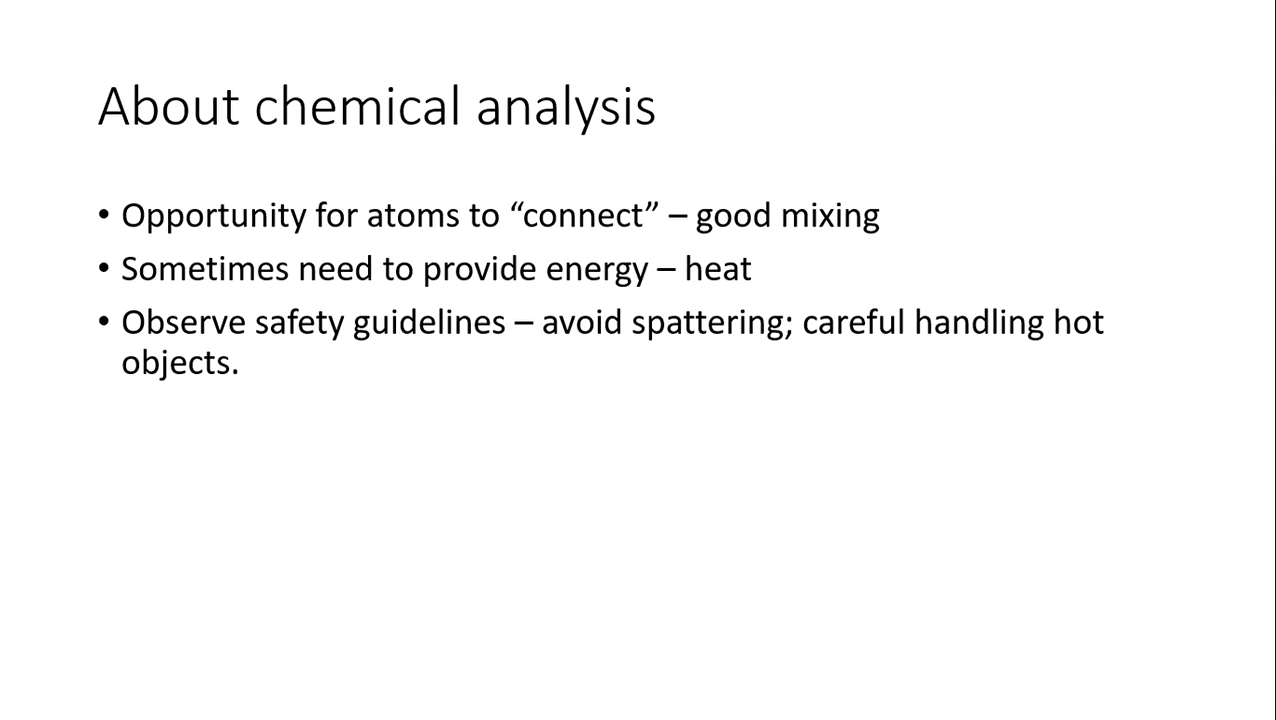 About chemical analysis
• Opportunity for atoms to “connect” – good mixing
• Sometimes need to provide energy – heat
• Observe safety guidelines – avoid spattering; careful handling hot
objects.